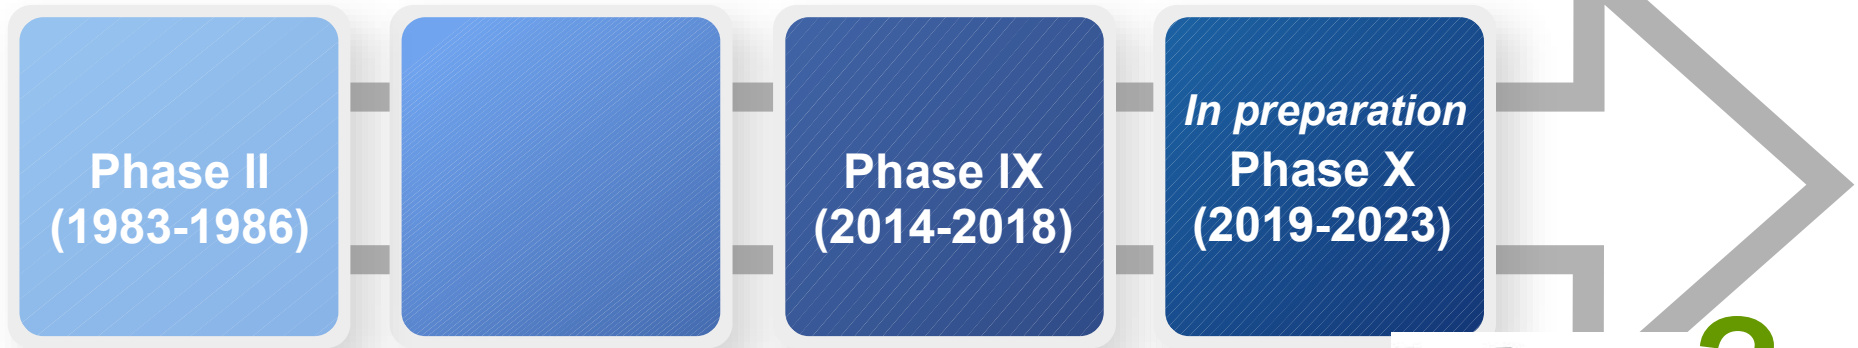 Phase II
(1983-1986)
Phase IX
(2014-2018)
In preparation
Phase X
(2019-2023)